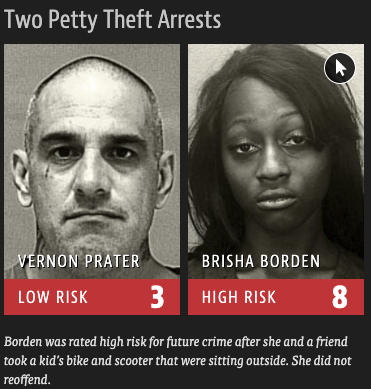 Two Petty Theft Arrests
VERNON PRATER
LOW RISK 3
BRISHA BORDEN
HIGH RISK 8
Borden was rated high risk for future crime after she and a friend
took a kid's bike and scooter that were sitting outside. She did not
reoffend.